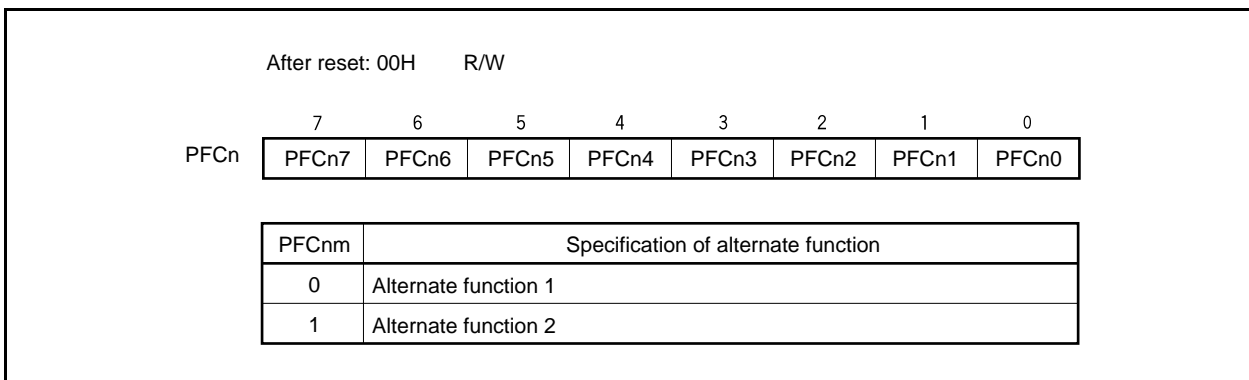 After reset: 00H R/W
7 6 5 4 3 2 1 0
PFCn PFCn7 PFCn6 PFCn5 PFCn4 PFCn3 PFCn2 PFCn1 PFCn0
PFCnm Specification of alternate function
0 Alternate function 1
1 Alternate function 2